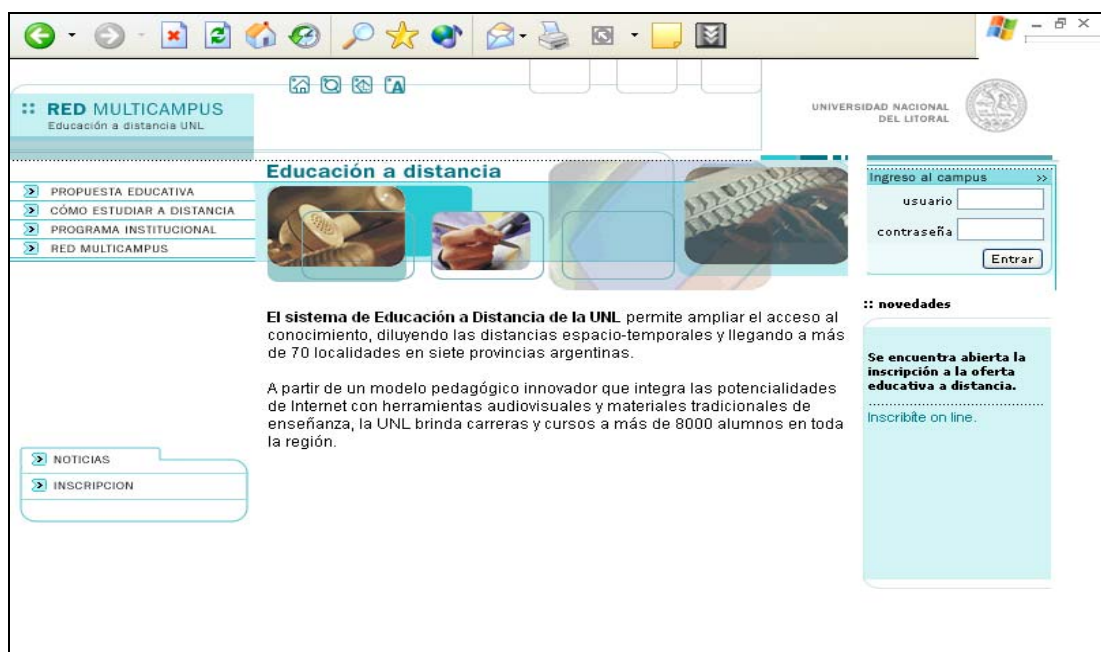 :: RED MULTICAMPUS
Educación a distancia UNL
UNIVERSIDAD NACIONAL
DEL LITORAL
PROPUESTA EDUCATIVA
CÓMO ESTUDIAR A DISTANCIA
PROGRAMA INSTITUCIONAL
RED MULTICAMPUS
Educación a distancia
Ingreso al campus >>
usuario
contraseña
Entrar
El sistema de Educación a Distancia de la UNL permite ampliar el acceso al
conocimiento, diluyendo las distancias espacio-temporales y llegando a más
de 70 localidades en siete provincias argentinas.
A partir de un modelo pedagógico innovador que integra las potencialidades
de Internet con herramientas audiovisuales y materiales tradicionales de
enseñanza, la UNL brinda carreras y cursos a más de 8000 alumnos en toda
la región.
:: novedades
Se encuentra abierta la
inscripción a la oferta
educativa a distancia.
Inscribíte on line.
NOTICIAS
INSCRIPCION